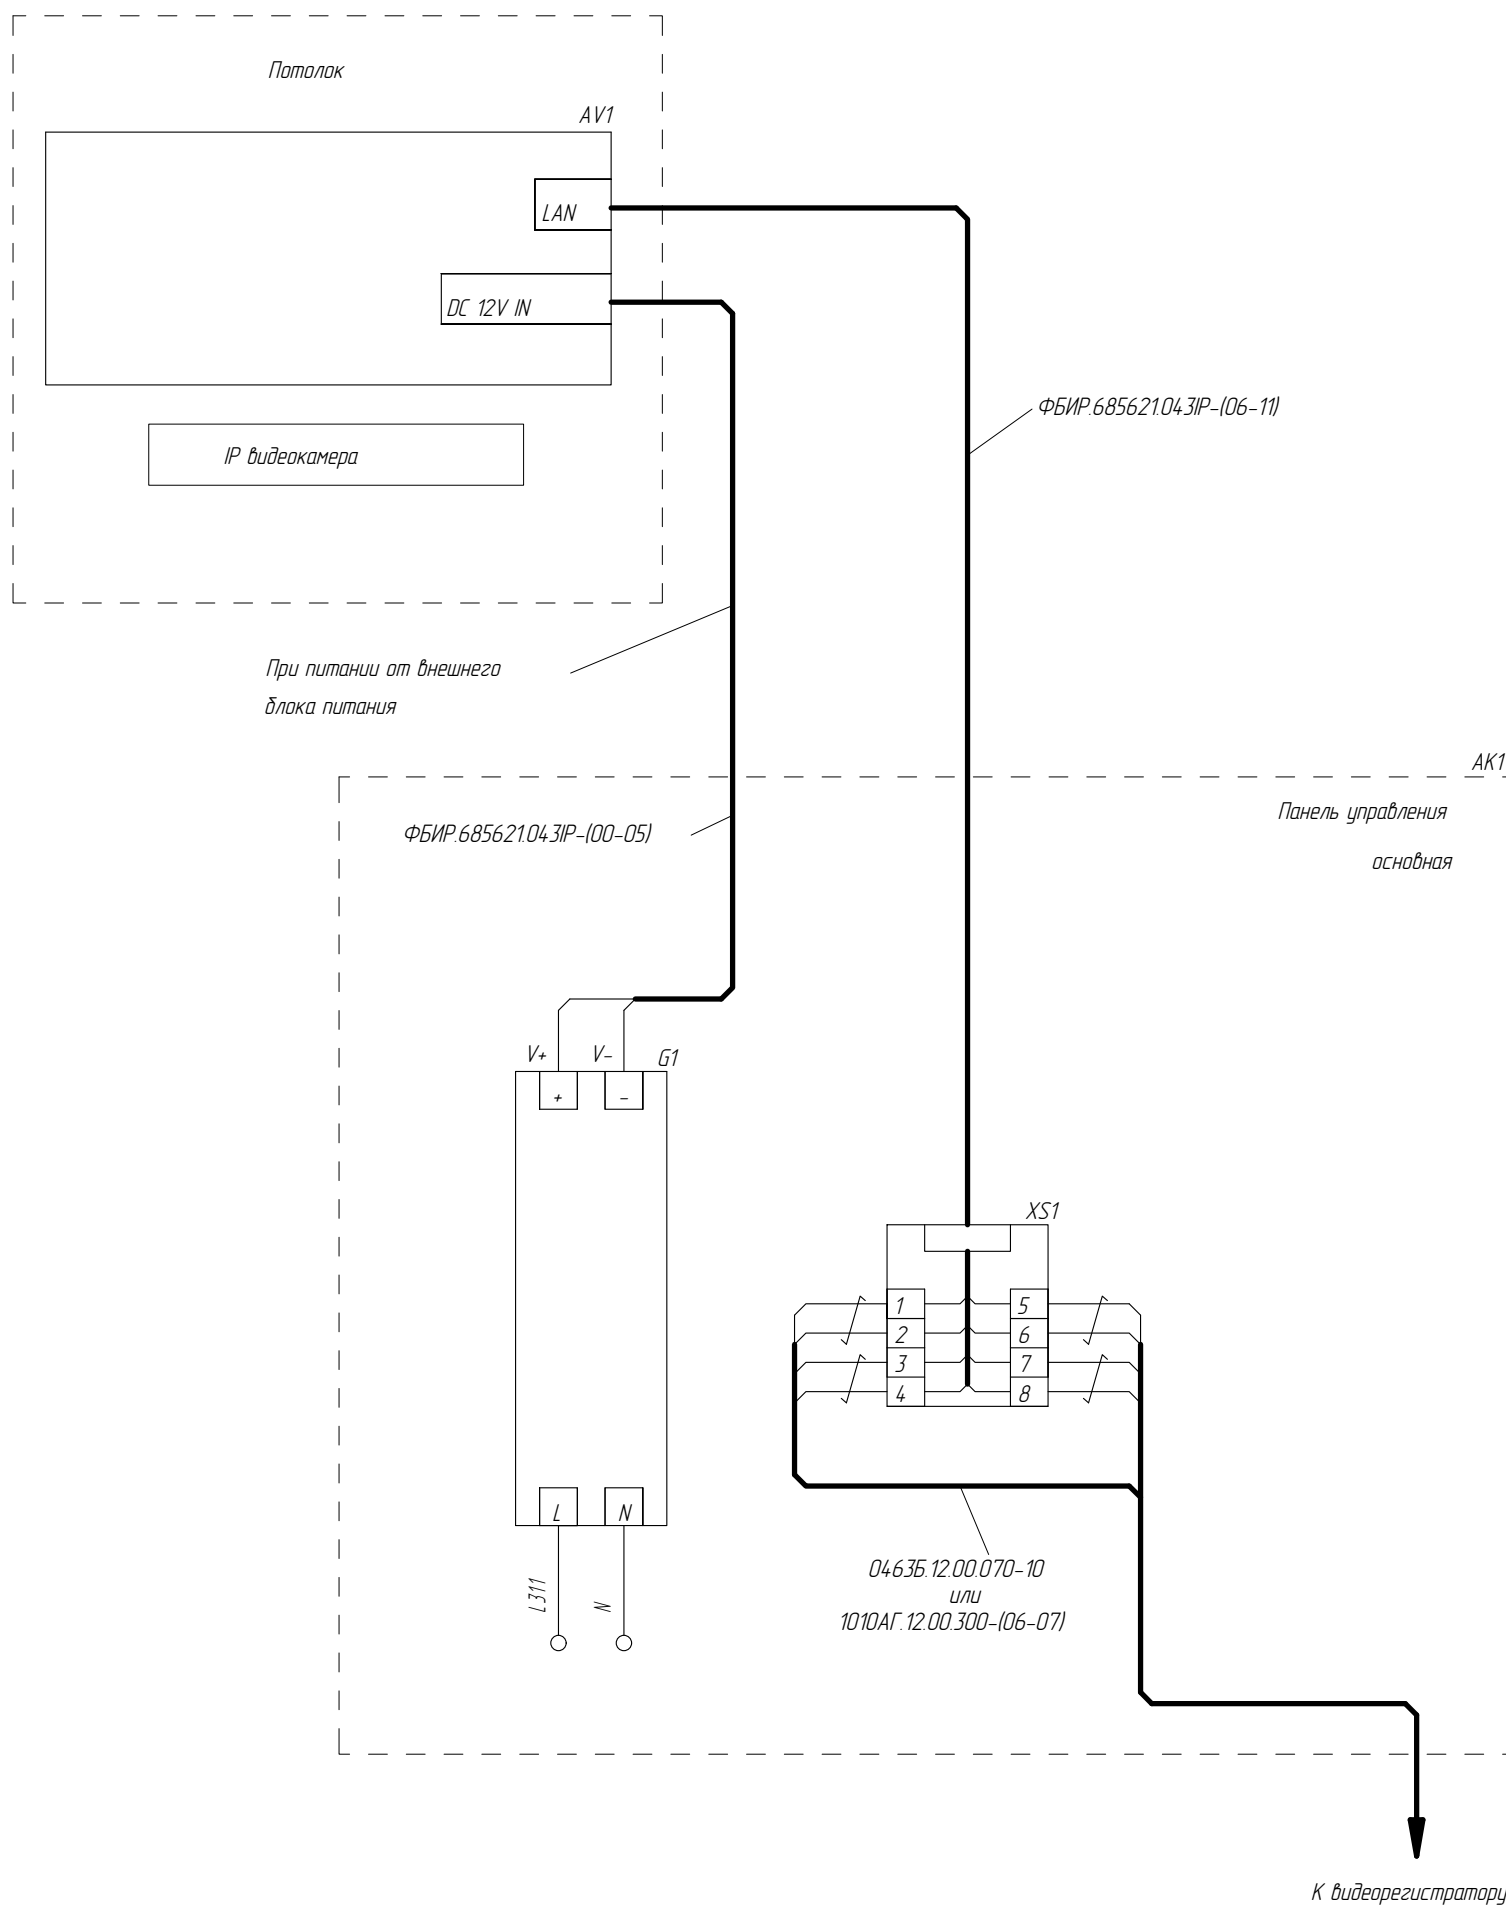 Потолок
AV1
LAN
DC 12V IN
ФБИР.685621.043IP-(06-11)
IP видеокамера
При питании от внешнего
блока питания
AK1
Панель управления
основная
ФБИР.685621.043IP-(00-05)
V+
V-
G1
+
-
XS1
1
5
2
6
3
7
4
8
L
N
L311
N
0463Б.12.00.070-10
или
1010АГ.12.00.300-(06-07)
К видеорегистратору